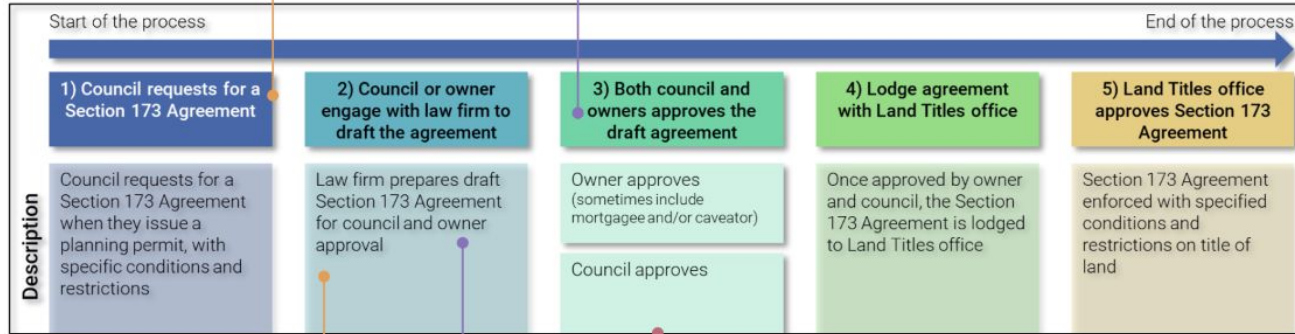 Start of the process
End of the process
1) Council requests for a
Section 173 Agreement
2) Council or owner
engage with law firm to
draft the agreement
3) Both council and
owners approves the
draft agreement
4) Lodge agreement
with Land Titles office
5) Land Titles office
approves Section 173
Agreement
Description
Council requests for a
Section 173 Agreement
when they issue a
planning permit, with
specific conditions and
restrictions
Law firm prepares draft
Section 173 Agreement
for council and owner
approval
Owner approves
(sometimes include
mortgagee and/or caveator)
Council approves
Once approved by owner
and council, the Section
173 Agreement is lodged
to Land Titles office
Section 173 Agreement
enforced with specified
conditions and
restrictions on title of
land